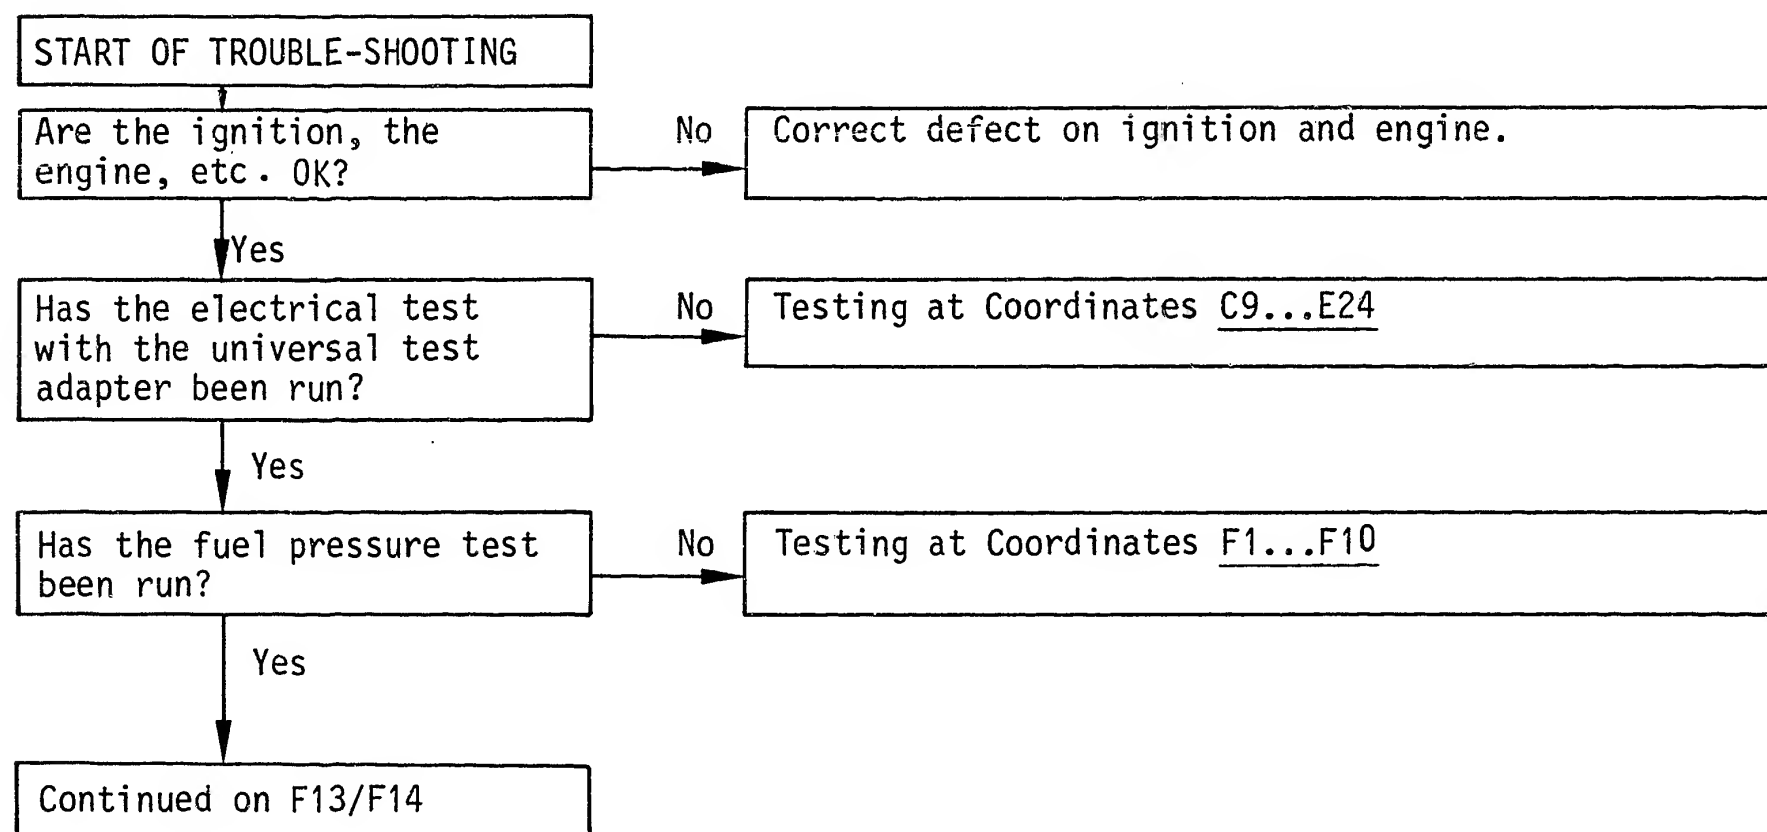 START OF TROUBLE-SHOOTING
Are the ignition, the
engine, etc. OK?
No
Correct defect on ignition and engine.
Yes
Has the electrical test
with the universal test
adapter been run?
No
Testing at Coordinates C9...E24
Yes
Has the fuel pressure test
been run?
No
Testing at Coordinates F1...F10
Yes
Continued on F13/F14